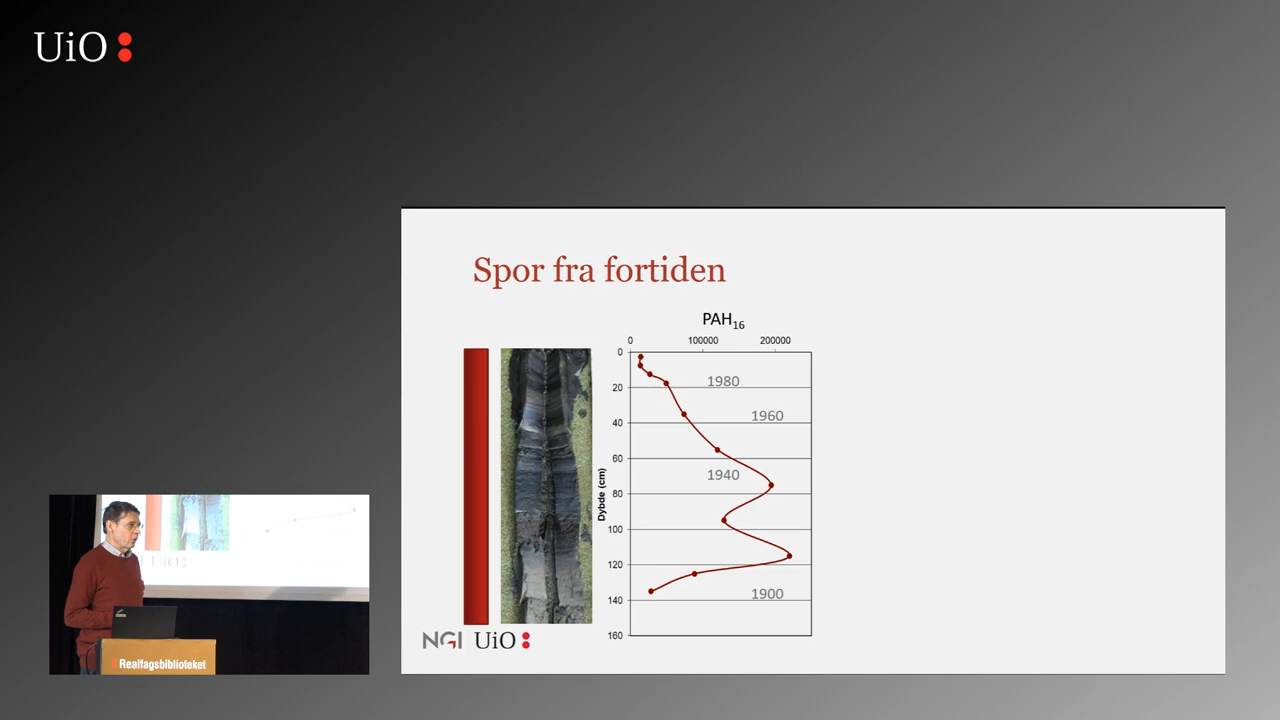 UiO
Spor fra fortiden
PAH16
0 100000 200000
0
20
40
60
80
100
120
140
160
Dybde (cm)
1980
1960
1940
1900
NGI UiO
UiO
Realfagsbiblioteket